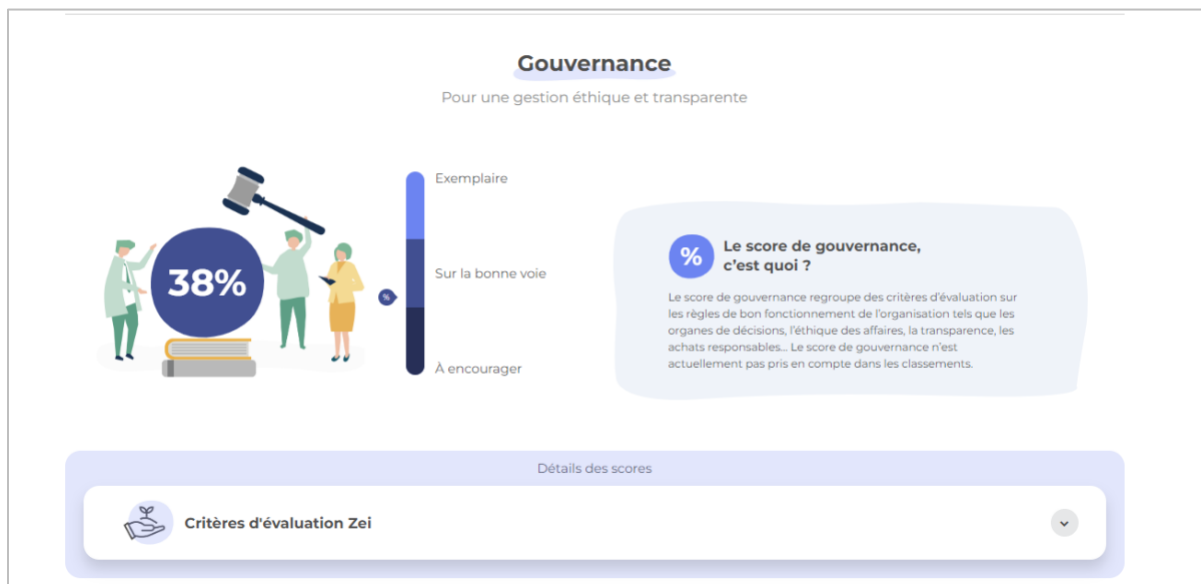 Gouvernance
Pour une gestion éthique et transparente
Exemplaire
38%
Sur la bonne voie
%
À encourager
%
Le score de gouvernance,
c'est quoi ?
Le score de gouvernance regroupe des critères d'évaluation sur
les règles de bon fonctionnement de l'organisation tels que les
organes de décisions, l'éthique des affaires, la transparence, les
achats responsables... Le score de gouvernance n'est
actuellement pas pris en compte dans les classements.
Détails des scores
Critères d'évaluation Zei